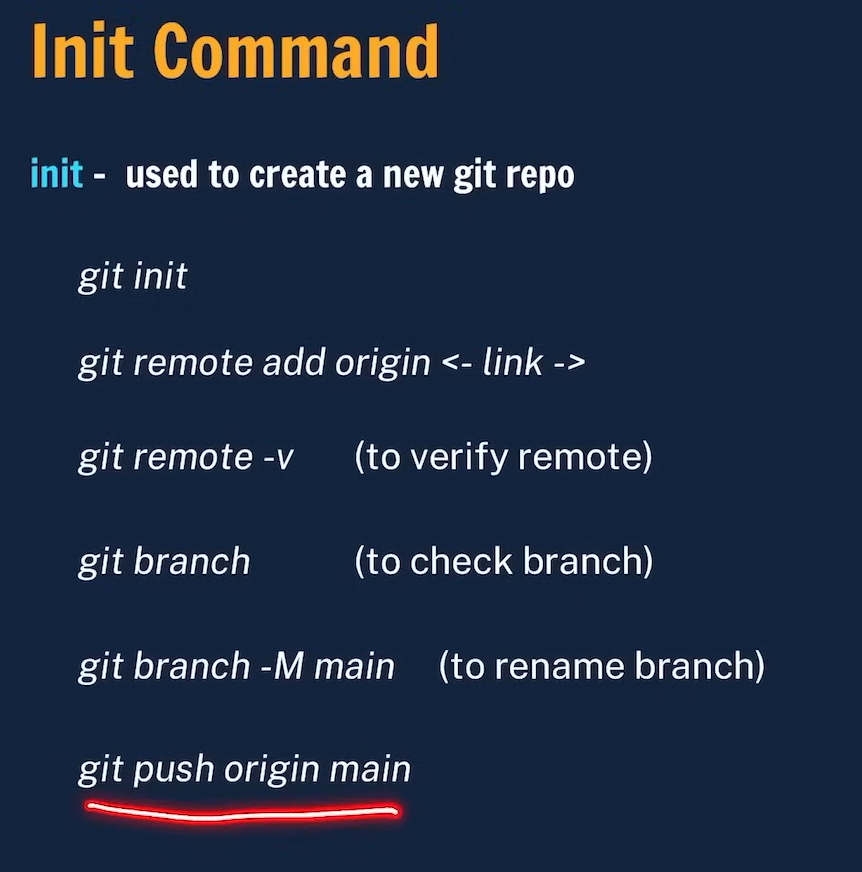 Init Command
init - used to create a new git repo
git init
git remote add origin <- link ->
git remote -v (to verify remote)
git branch (to check branch)
git branch -M main (to rename branch)
git push origin main